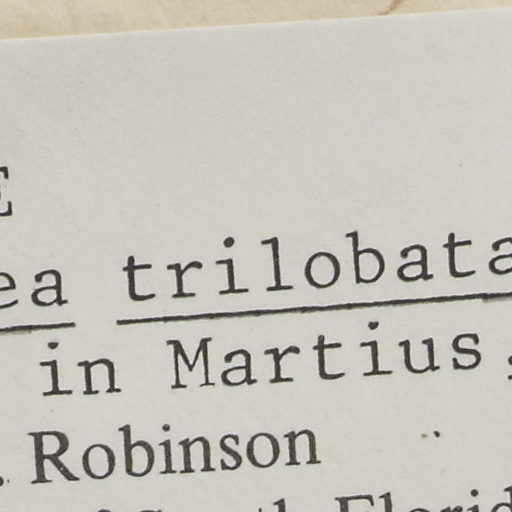 E
ea trilobata
in Martius,
. Robinson